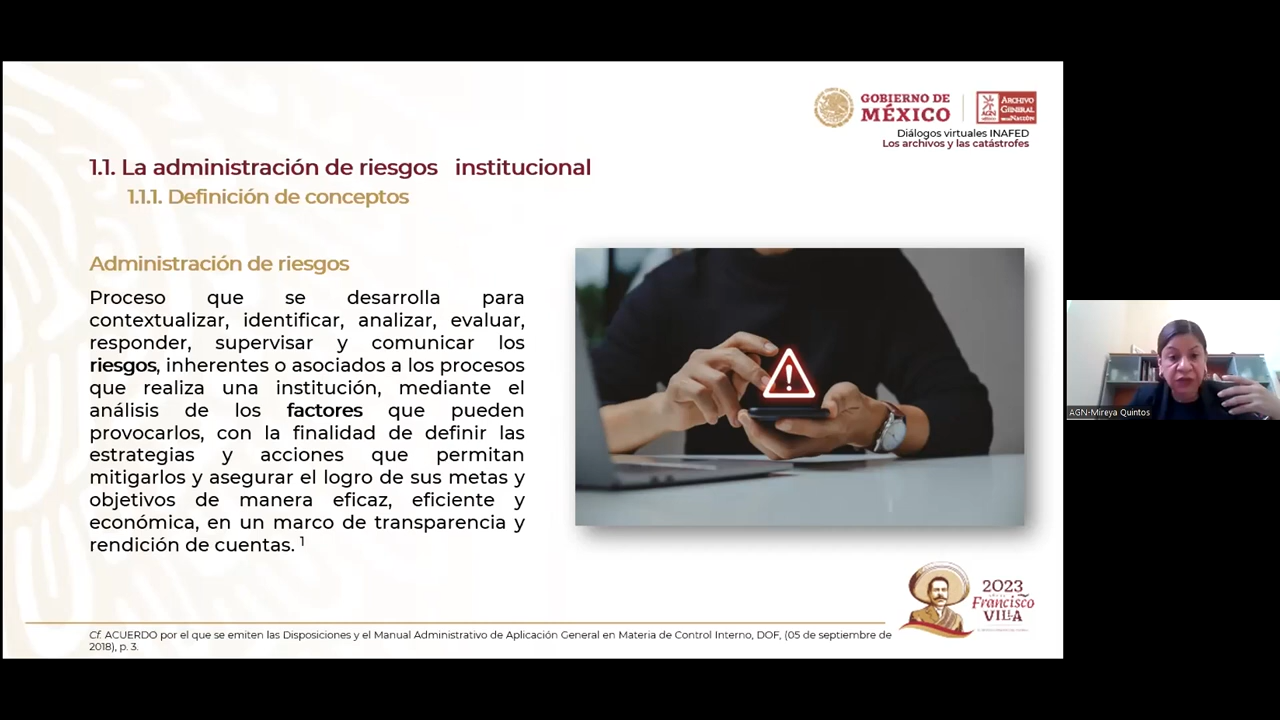 GOBIERNO DE
MÉXICO
AGN
ARCHIVO
GENERAL
DE LA NACIÓN
Diálogos virtuales INAFED
Los archivos y las catástrofes
1.1. La administración de riesgos institucional
1.1.1. Definición de conceptos
Administración de riesgos
Proceso que se desarrolla para
contextualizar, identificar, analizar, evaluar,
responder, supervisar y comunicar los
riesgos, inherentes o asociados a los procesos
que realiza una institución, mediante el
análisis de los factores que pueden
provocarlos, con la finalidad de definir las
estrategias y acciones que permitan
mitigarlos y asegurar el logro de sus metas y
objetivos de manera eficaz, eficiente y
económica, en un marco de transparencia y
rendición de cuentas. 1
AGN-Mireya Quintos
2023
Francisco
VILLA
Cf. ACUERDO por el que se emiten las Disposiciones y el Manual Administrativo de Aplicación General en Materia de Control Interno, DOF, (05 de septiembre de
2018), p. 3.